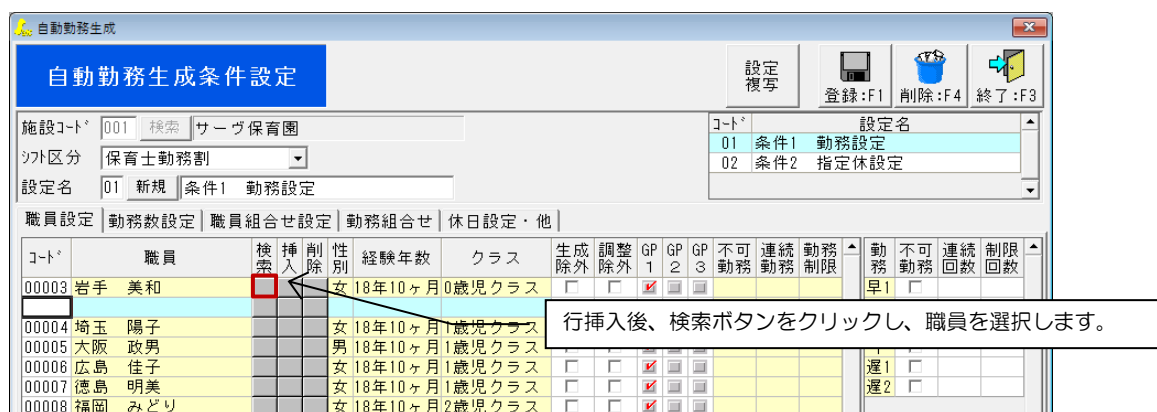 自動勤務生成
自動勤務生成条件設定
設定複写 登録:F1 削除:F4 終了:F3
施設ｺｰﾄﾞ 001 検索 サーヴ保育園
ｼﾌﾄ区分 保育士勤務割
設定名 01 新規 条件1 勤務設定
ｺｰﾄﾞ 設定名
01 条件1 勤務設定
02 条件2 指定休設定
職員設定 勤務数設定 職員組合せ設定 勤務組合せ 休日設定・他
ｺｰﾄﾞ 職員 検索 挿入 削除 性別 経験年数 クラス 生成除外 調整除外 GP1 GP2 GP3 不可勤務 連続勤務 勤務制限
00003 岩手 美和 女 18年10ヶ月 0歳児クラス
00004 埼玉 陽子 女 18年10ヶ月 1歳児クラス
00005 大阪 政男 男 18年10ヶ月 1歳児クラス
00006 広島 佳子 女 18年10ヶ月 1歳児クラス
00007 徳島 明美 女 18年10ヶ月 1歳児クラス
00008 福岡 みどり 女 18年10ヶ月 2歳児クラス
勤務 不可勤務 連続回数 制限回数
早1
遅1
遅2
行挿入後、検索ボタンをクリックし、職員を選択します。